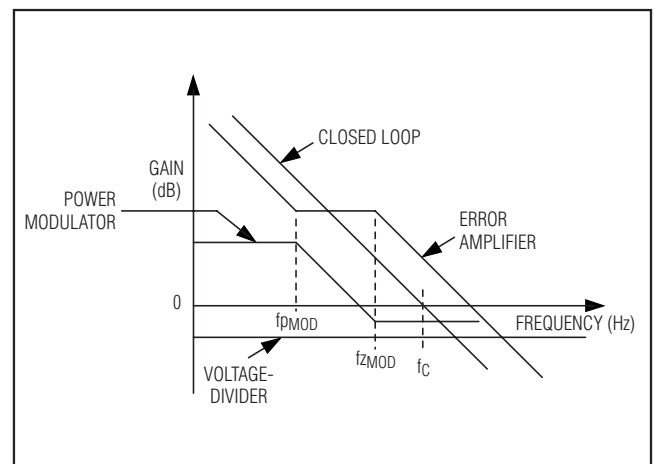 CLOSED LOOP
GAIN
(dB)
POWER
MODULATOR
ERROR
AMPLIFIER
0
fpMOD
FREQUENCY (Hz)
fzMOD
fC
VOLTAGE-
DIVIDER